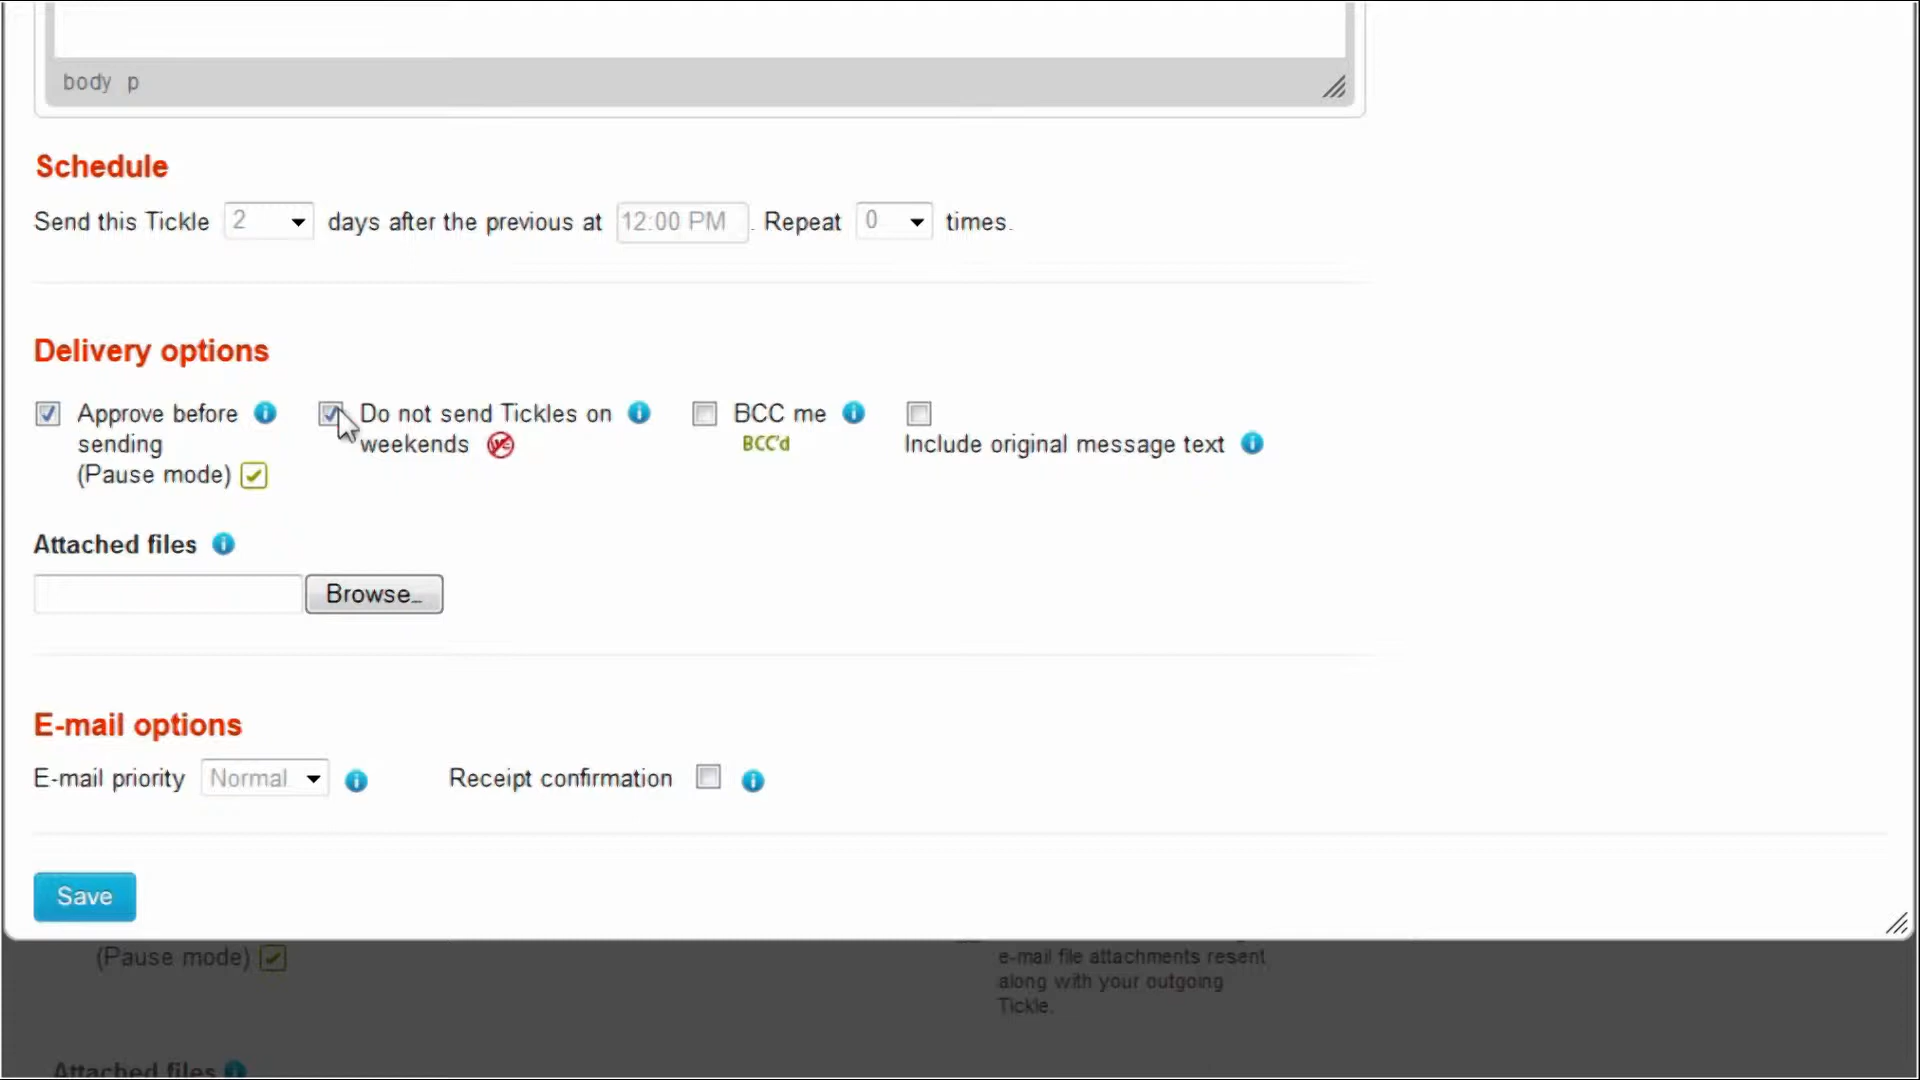 body p
Schedule
Send this Tickle 2 days after the previous at 12:00 PM. Repeat 0 times.
Delivery options
Approve before sending (Pause mode)
Do not send Tickles on weekends
BCC me
BCC'd
Include original message text
Attached files
Browse...
E-mail options
E-mail priority Normal Receipt confirmation
Save
(Pause mode)
e-mail file attachments resent
along with your outgoing
Tickle.
Attached files